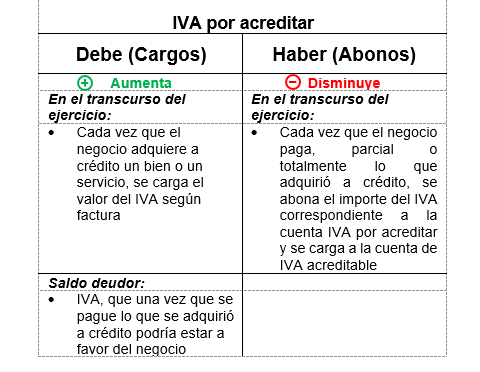 IVA por acreditar
Debe (Cargos)
Haber (Abonos)
Aumenta
Disminuye
En el transcurso del
ejercicio:
• Cada vez que el
negocio adquiere a
crédito un bien o un
servicio, se carga el
valor del IVA según
factura
En el transcurso del
ejercicio:
• Cada vez que el negocio
paga, parcial o
totalmente lo que
adquirió a crédito, se
abona el importe del IVA
correspondiente a la
cuenta IVA por acreditar
y se carga a la cuenta de
IVA acreditable
Saldo deudor:
• IVA, que una vez que se
pague lo que se adquirió
a crédito podría estar a
favor del negocio